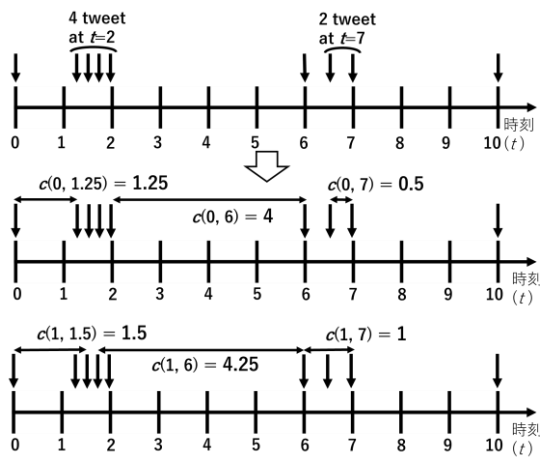 4 tweet
at t=2
2 tweet
at t=7
0 1 2 3 4 5 6 7 8 9 10
時刻
(t)
c(0, 1.25) = 1.25
c(0, 6) = 4
c(0, 7) = 0.5
0 1 2 3 4 5 6 7 8 9 10
時刻
(t)
c(1, 1.5) = 1.5
c(1, 6) = 4.25
c(1, 7) = 1
0 1 2 3 4 5 6 7 8 9 10
時刻
(t)